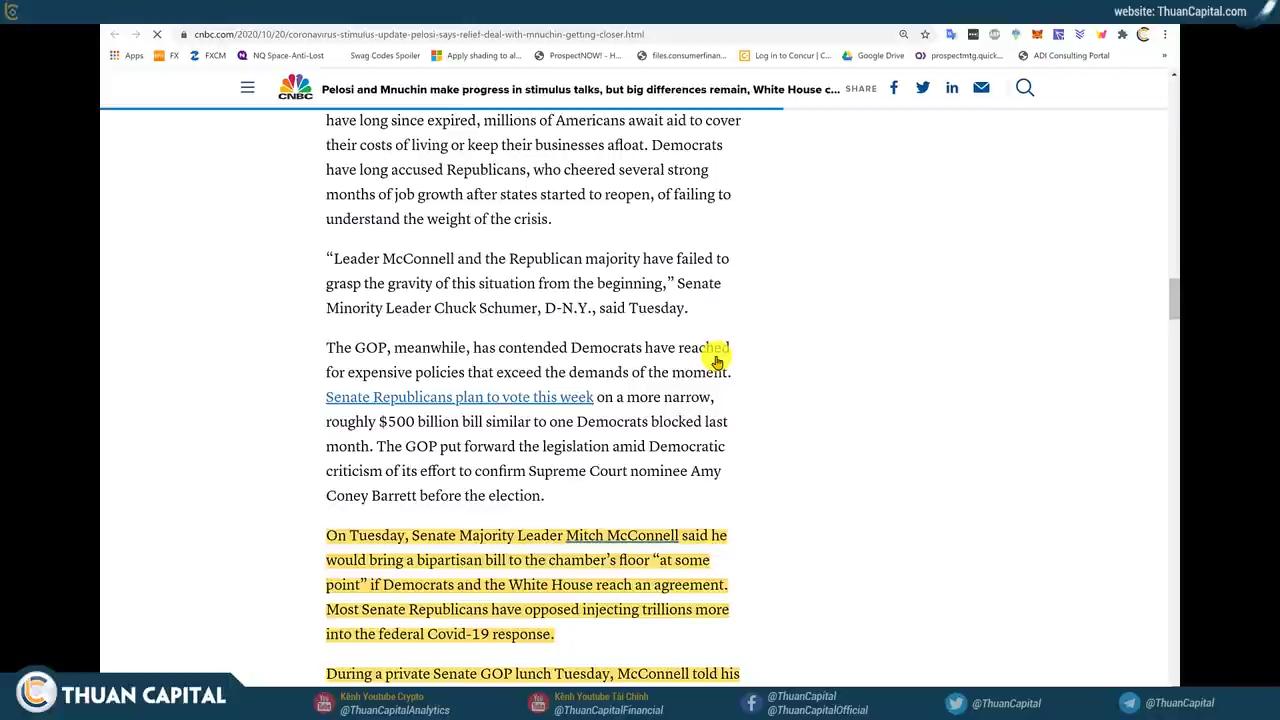 website: ThuanCapital.com
cnbc.com/2020/10/20/coronavirus-stimulus-update-pelosi-says-relief-deal-with-mnuchin-getting-closer.html
Apps FX FXCM NQ Space-Anti-Lost Swag Codes Spoiler Apply shading to al... ProspectNOW! - H... files.consumerfinan... Log in to Concur | C... Google Drive prospectmtg.quick... ADI Consulting Portal »
CNBC Pelosi and Mnuchin make progress in stimulus talks, but big differences remain, White House c... SHARE
have long since expired, millions of Americans await aid to cover
their costs of living or keep their businesses afloat. Democrats
have long accused Republicans, who cheered several strong
months of job growth after states started to reopen, of failing to
understand the weight of the crisis.
“Leader McConnell and the Republican majority have failed to
grasp the gravity of this situation from the beginning,” Senate
Minority Leader Chuck Schumer, D-N.Y., said Tuesday.
The GOP, meanwhile, has contended Democrats have reached
for expensive policies that exceed the demands of the moment.
Senate Republicans plan to vote this week on a more narrow,
roughly $500 billion bill similar to one Democrats blocked last
month. The GOP put forward the legislation amid Democratic
criticism of its effort to confirm Supreme Court nominee Amy
Coney Barrett before the election.
On Tuesday, Senate Majority Leader Mitch McConnell said he
would bring a bipartisan bill to the chamber’s floor “at some
point” if Democrats and the White House reach an agreement.
Most Senate Republicans have opposed injecting trillions more
into the federal Covid-19 response.
During a private Senate GOP lunch Tuesday, McConnell told his
THUAN CAPITAL
Kênh Youtube Crypto
@ThuanCapitalAnalytics
Kênh Youtube Tài Chính
@ThuanCapitalFinancial
@ThuanCapital
@ThuanCapitalOfficial
@ThuanCapital
@ThuanCapital